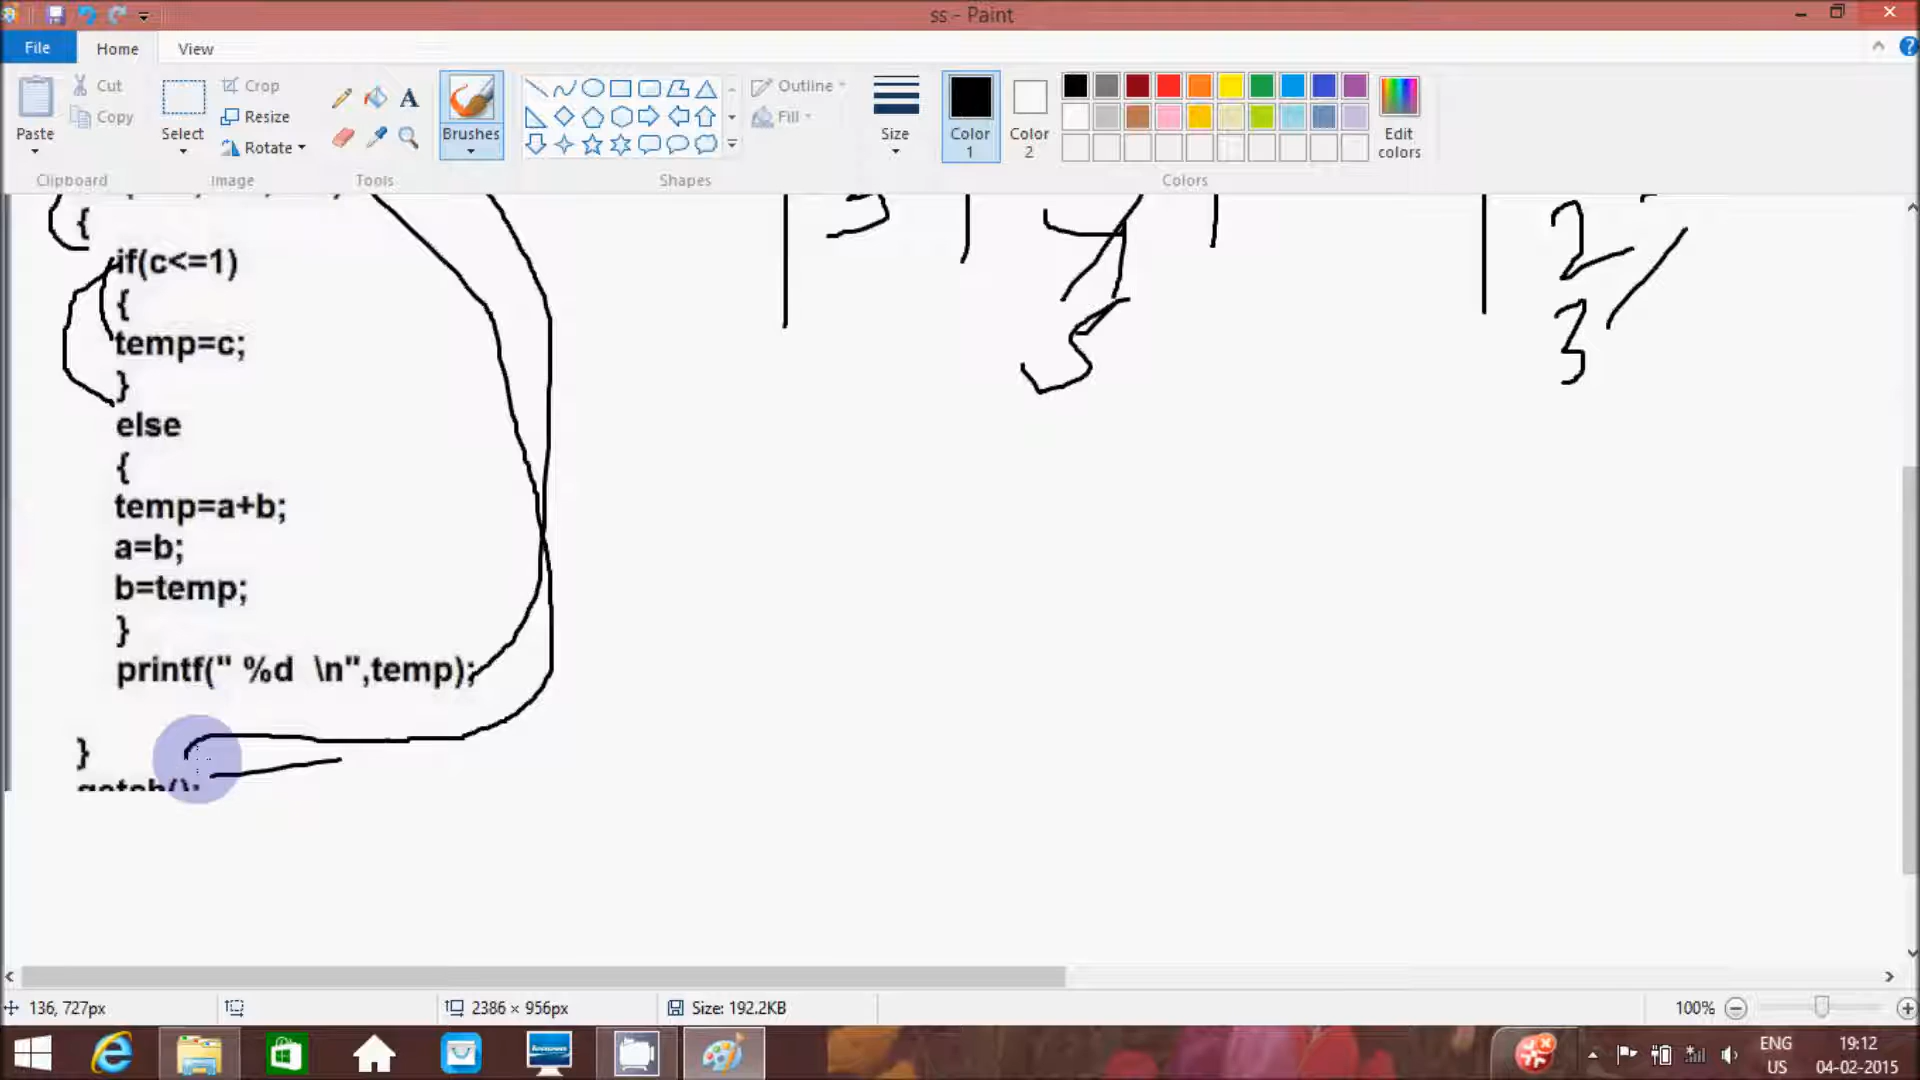 ss - Paint
File Home View
Paste
Cut
Copy
Clipboard
Select
Crop
Resize
Rotate
Image
Tools
Brushes
Shapes
Outline
Fill
Size
Color 1
Color 2
Edit colors
Colors
{
if(c<=1)
{
temp=c;
}
else
{
temp=a+b;
a=b;
b=temp;
}
printf(" %d \n",temp);
}
getch();
2
3
5
136, 727px
2386 × 956px
Size: 192.2KB
100%
ENG
US
19:12
04-02-2015